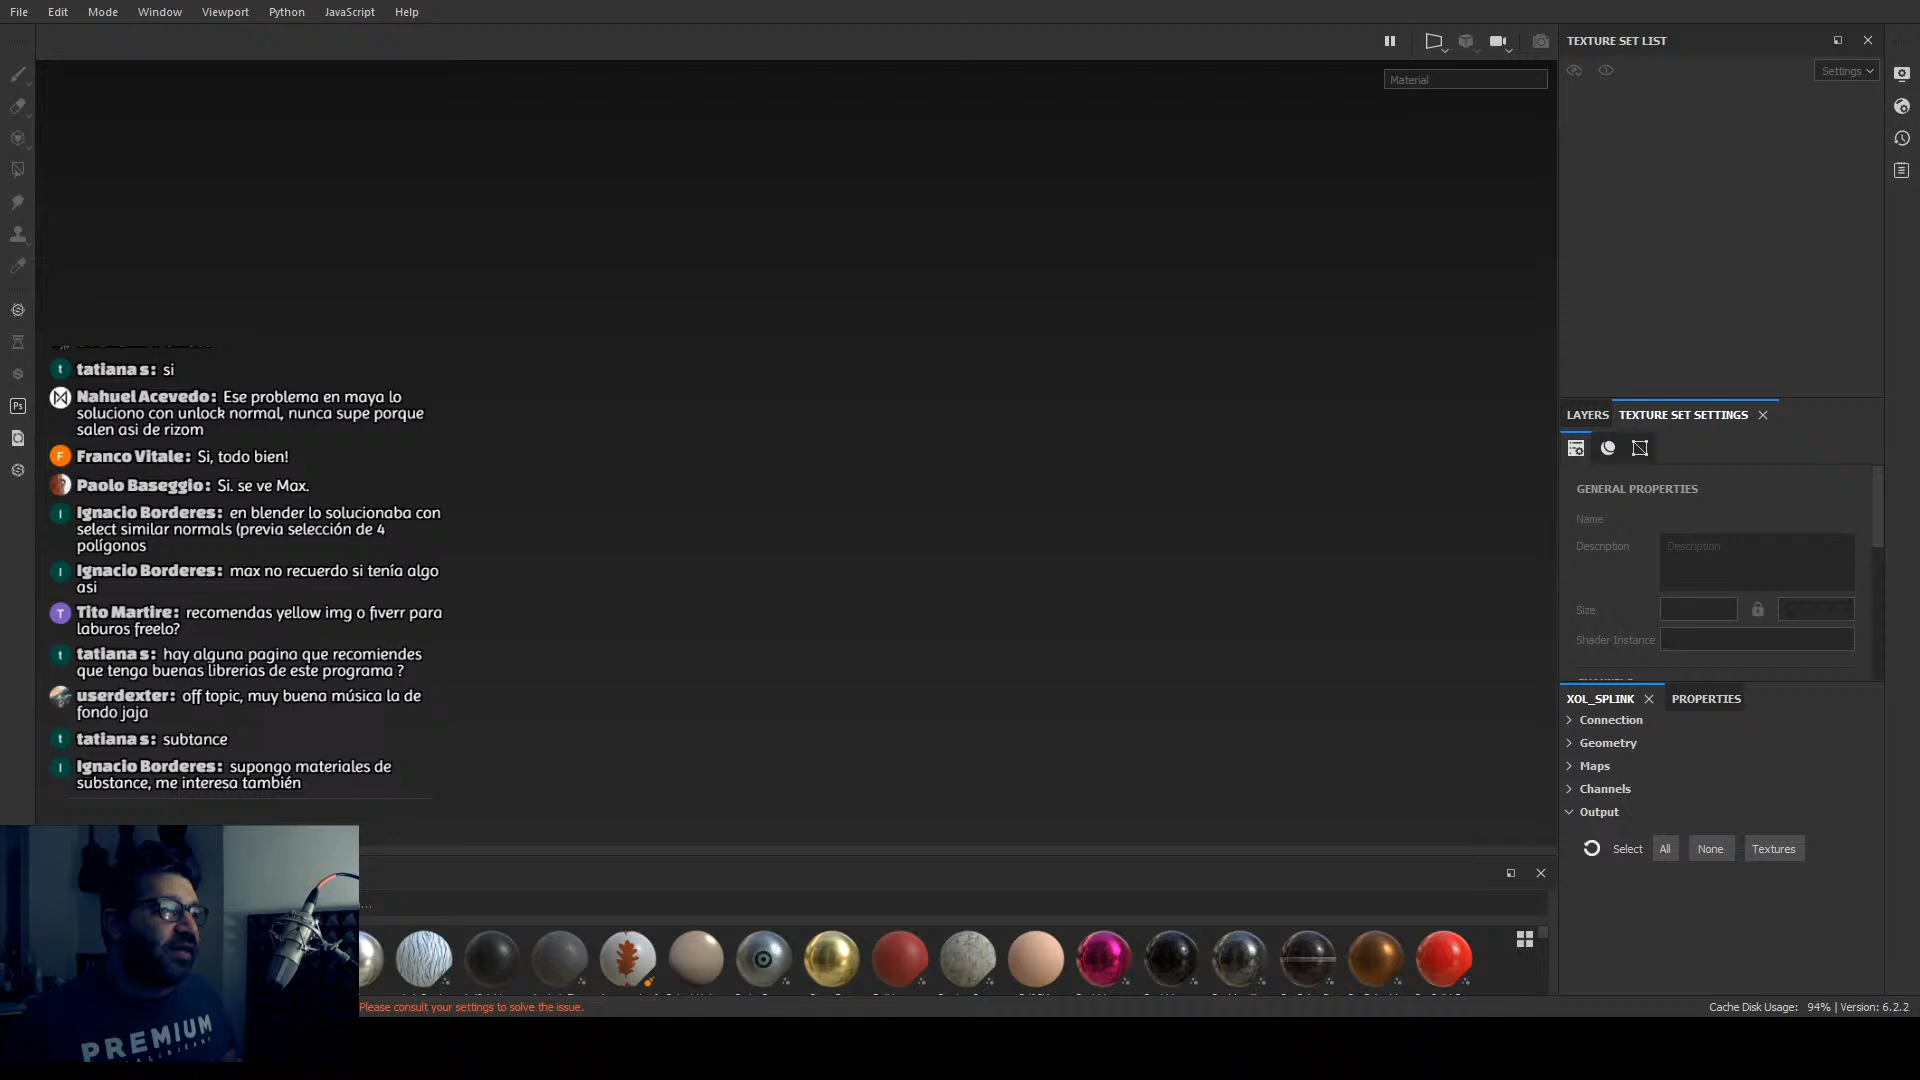 File Edit Mode Window Viewport Python JavaScript Help
TEXTURE SET LIST
Material
Settings
tatiana s: si
Nahuel Acevedo: Ese problema en maya lo
soluciono con unlock normal, nunca supe porque
salen asi de rizom
Franco Vitale: Si, todo bien!
Paolo Baseggio: Si. se ve Max.
Ignacio Borderes: en blender lo solucionaba con
select similar normals (previa selección de 4
polígonos
Ignacio Borderes: max no recuerdo si tenía algo
asi
Tito Martire: recomendas yellow img o fiverr para
laburos freelo?
tatiana s: hay alguna pagina que recomiendes
que tenga buenas librerias de este programa ?
userdexter: off topic, muy buena música la de
fondo jaja
tatiana s: subtance
Ignacio Borderes: supongo materiales de
substance, me interesa también
LAYERS TEXTURE SET SETTINGS
GENERAL PROPERTIES
Name
Description Description
Size
Shader Instance
XOL_SPLINK PROPERTIES
Connection
Geometry
Maps
Channels
Output
Select All None Textures
Ps
PREMIUM
Please consult your settings to solve the issue.
Cache Disk Usage: 94% | Version: 6.2.2